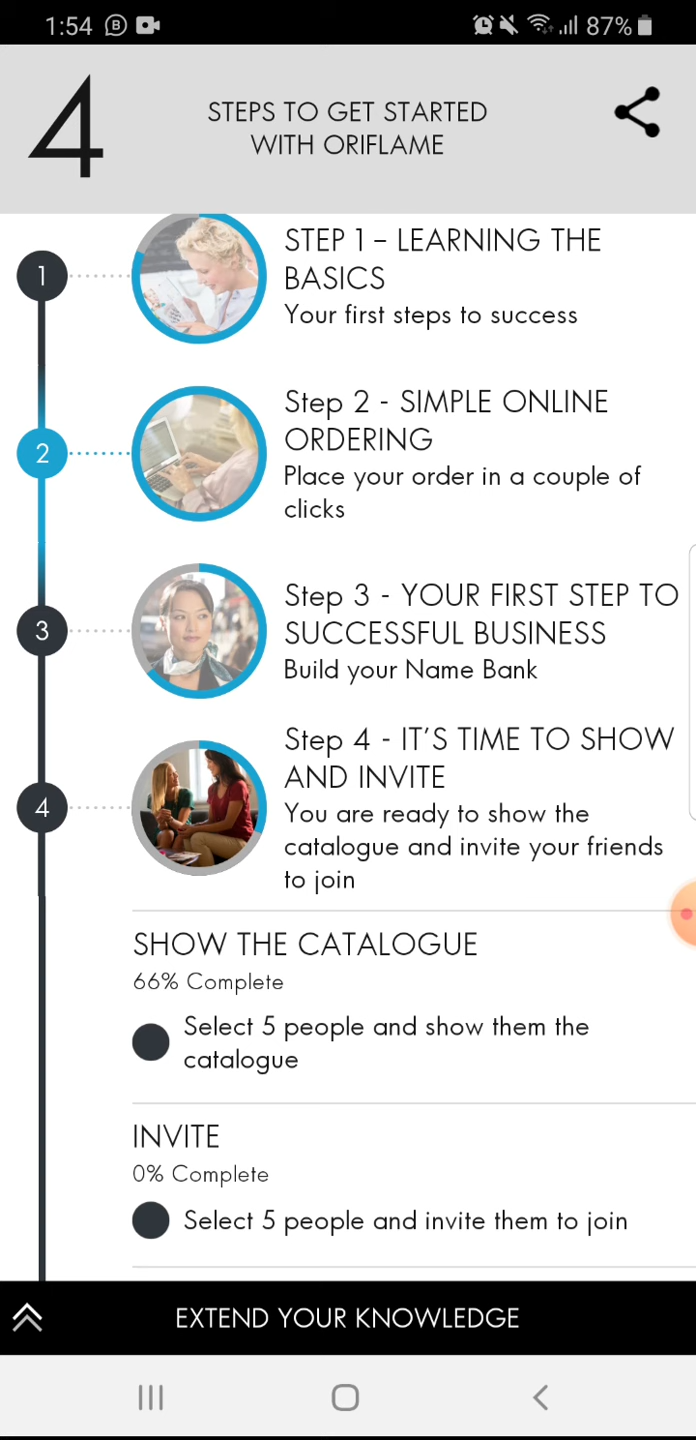 1:54 B 87%
4
STEPS TO GET STARTED
WITH ORIFLAME
1
STEP 1 – LEARNING THE
BASICS
Your first steps to success
2
Step 2 - SIMPLE ONLINE
ORDERING
Place your order in a couple of
clicks
3
Step 3 - YOUR FIRST STEP TO
SUCCESSFUL BUSINESS
Build your Name Bank
4
Step 4 - IT’S TIME TO SHOW
AND INVITE
You are ready to show the
catalogue and invite your friends
to join
SHOW THE CATALOGUE
66% Complete
Select 5 people and show them the
catalogue
INVITE
0% Complete
Select 5 people and invite them to join
EXTEND YOUR KNOWLEDGE